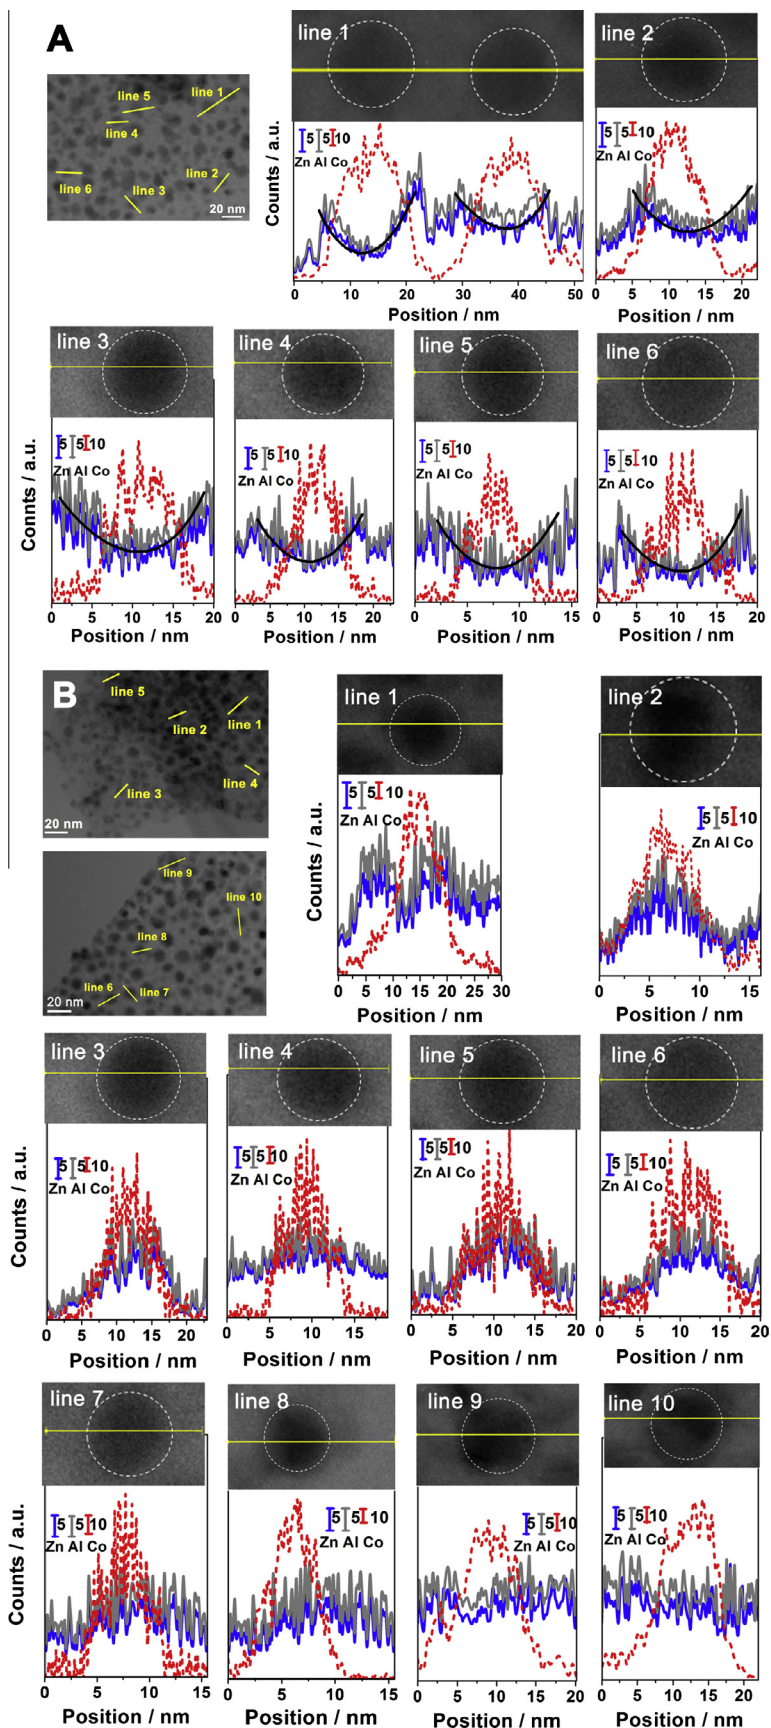 A
line 1
line 5
line 4
line 2
line 6
line 3
20 nm
line 1
5 5 10
Zn Al Co
Counts / a.u.
0 10 20 30 40 50
Position / nm
line 2
5 5 10
Zn Al Co
0 5 10 15 20
Position / nm
line 3
5 5 10
Zn Al Co
Connts / a.u.
0 5 10 15 20
Position / nm
line 4
5 5 10
Zn Al Co
0 5 10 15 20
Position / nm
line 5
5 5 10
Zn Al Co
0 5 10 15
Position / nm
line 6
5 5 10
Zn Al Co
0 5 10 15 20
Position / nm
B
line 5
line 2
line 1
line 4
line 3
20 nm
line 9
line 10
line 8
line 6
line 7
20 nm
line 1
5 5 10
Zn Al Co
Counts / a.u.
0 5 10 15 20 25 30
Position / nm
line 2
5 5 10
Zn Al Co
0 5 10 15
Position / nm
line 3
5 5 10
Zn Al Co
Counts / a.u.
0 5 10 15 20
Position / nm
line 4
5 5 10
Zn Al Co
0 5 10 15
Position / nm
line 5
5 5 10
Zn Al Co
0 5 10 15 20
Position / nm
line 6
5 5 10
Zn Al Co
0 5 10 15 20
Position / nm
line 7
5 5 10
Zn Al Co
Counts / a.u.
0 5 10 15
Position / nm
line 8
5 5 10
Zn Al Co
0 5 10 15
Position / nm
line 9
5 5 10
Zn Al Co
0 5 10 15 20
Position / nm
line 10
5 5 10
Zn Al Co
0 5 10 15 20
Position / nm